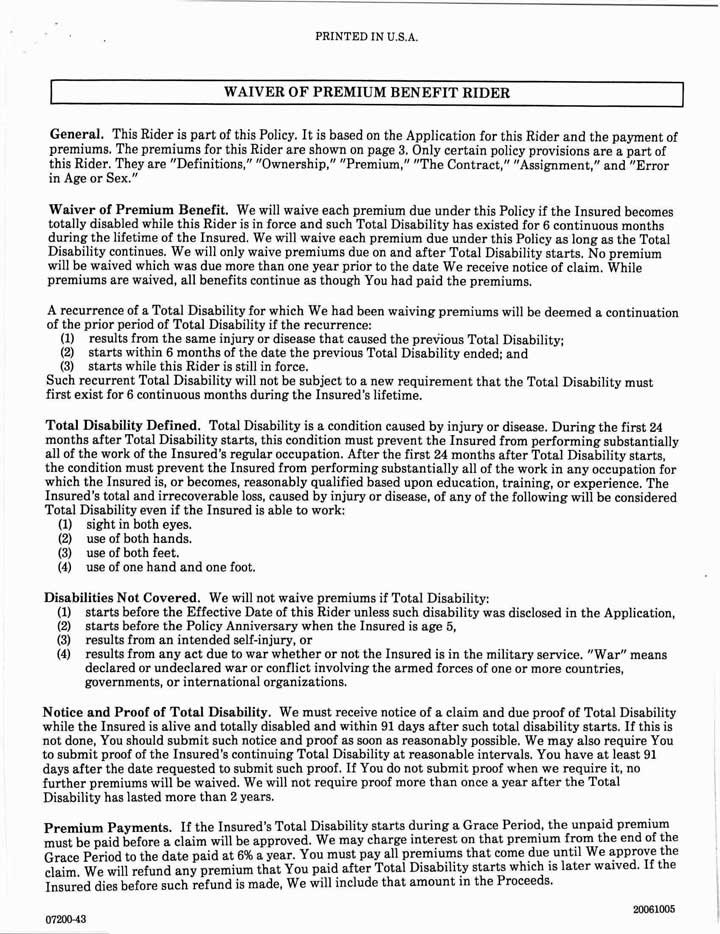 PRINTED IN U.S.A.
WAIVER OF PREMIUM BENEFIT RIDER
General. This Rider is part of this Policy. It is based on the Application for this Rider and the payment of
premiums. The premiums for this Rider are shown on page 3. Only certain policy provisions are a part of
this Rider. They are "Definitions," "Ownership," "Premium," "The Contract," "Assignment," and "Error
in Age or Sex."
Waiver of Premium Benefit. We will waive each premium due under this Policy if the Insured becomes
totally disabled while this Rider is in force and such Total Disability has existed for 6 continuous months
during the lifetime of the Insured. We will waive each premium due under this Policy as long as the Total
Disability continues. We will only waive premiums due on and after Total Disability starts. No premium
will be waived which was due more than one year prior to the date We receive notice of claim. While
premiums are waived, all benefits continue as though You had paid the premiums.
A recurrence of a Total Disability for which We had been waiving premiums will be deemed a continuation
of the prior period of Total Disability if the recurrence:
(1) results from the same injury or disease that caused the previous Total Disability;
(2) starts within 6 months of the date the previous Total Disability ended; and
(3) starts while this Rider is still in force.
Such recurrent Total Disability will not be subject to a new requirement that the Total Disability must
first exist for 6 continuous months during the Insured's lifetime.
Total Disability Defined. Total Disability is a condition caused by injury or disease. During the first 24
months after Total Disability starts, this condition must prevent the Insured from performing substantially
all of the work of the Insured's regular occupation. After the first 24 months after Total Disability starts,
the condition must prevent the Insured from performing substantially all of the work in any occupation for
which the Insured is, or becomes, reasonably qualified based upon education, training, or experience. The
Insured's total and irrecoverable loss, caused by injury or disease, of any of the following will be considered
Total Disability even if the Insured is able to work:
(1) sight in both eyes.
(2) use of both hands.
(3) use of both feet.
(4) use of one hand and one foot.
Disabilities Not Covered. We will not waive premiums if Total Disability:
(1) starts before the Effective Date of this Rider unless such disability was disclosed in the Application,
(2) starts before the Policy Anniversary when the Insured is age 5,
(3) results from an intended self-injury, or
(4) results from any act due to war whether or not the Insured is in the military service. "War" means
declared or undeclared war or conflict involving the armed forces of one or more countries,
governments, or international organizations.
Notice and Proof of Total Disability. We must receive notice of a claim and due proof of Total Disability
while the Insured is alive and totally disabled and within 91 days after such total disability starts. If this is
not done, You should submit such notice and proof as soon as reasonably possible. We may also require You
to submit proof of the Insured's continuing Total Disability at reasonable intervals. You have at least 91
days after the date requested to submit such proof. If You do not submit proof when we require it, no
further premiums will be waived. We will not require proof more than once a year after the Total
Disability has lasted more than 2 years.
Premium Payments. If the Insured's Total Disability starts during a Grace Period, the unpaid premium
must be paid before a claim will be approved. We may charge interest on that premium from the end of the
Grace Period to the date paid at 6% a year. You must pay all premiums that come due until We approve the
claim. We will refund any premium that You paid after Total Disability starts which is later waived. If the
Insured dies before such refund is made, We will include that amount in the Proceeds.
20061005
07200-43